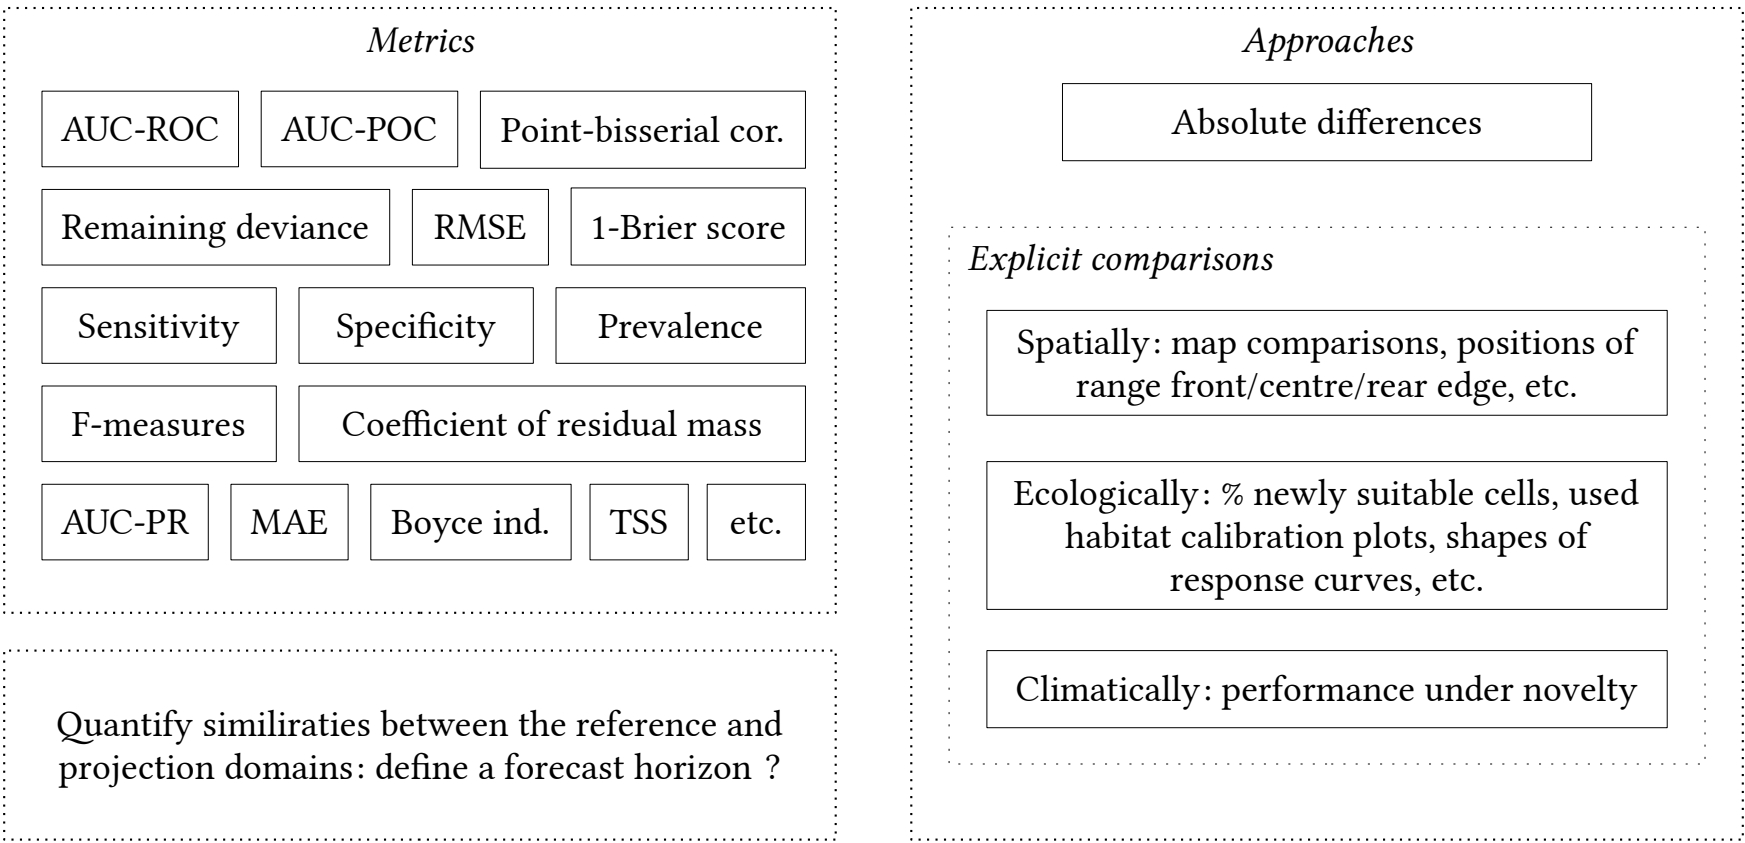 Metrics
AUC-ROC
AUC-POC
Point-bisserial cor.
Remaining deviance
RMSE
1-Brier score
Sensitivity
Specificity
Prevalence
F-measures
Coefficient of residual mass
AUC-PR
MAE
Boyce ind.
TSS
etc.
Quantify similiraties between the reference and
projection domains: define a forecast horizon ?
Approaches
Absolute differences
Explicit comparisons
Spatially: map comparisons, positions of
range front/centre/rear edge, etc.
Ecologically: % newly suitable cells, used
habitat calibration plots, shapes of
response curves, etc.
Climatically: performance under novelty